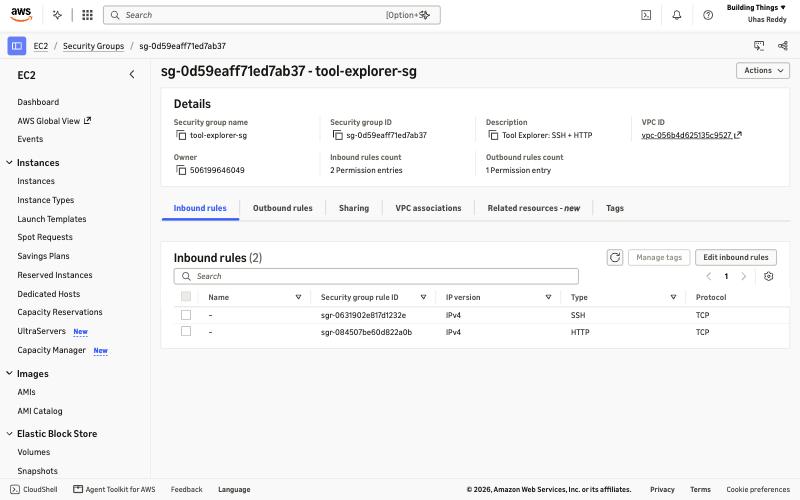 aws
Search
[Option+S]
Building Things ▼
Uhas Reddy
EC2 / Security Groups / sg-0d59eaff71ed7ab37
EC2
Dashboard
AWS Global View
Events
Instances
Instances
Instance Types
Launch Templates
Spot Requests
Savings Plans
Reserved Instances
Dedicated Hosts
Capacity Reservations
UltraServers New
Capacity Manager New
Images
AMIs
AMI Catalog
Elastic Block Store
Volumes
Snapshots
sg-0d59eaff71ed7ab37 - tool-explorer-sg
Actions
Details
Security group name
tool-explorer-sg
Security group ID
sg-0d59eaff71ed7ab37
Description
Tool Explorer: SSH + HTTP
VPC ID
vpc-056b4d625135c9527
Owner
506199646049
Inbound rules count
2 Permission entries
Outbound rules count
1 Permission entry
Inbound rules Outbound rules Sharing VPC associations Related resources - new Tags
Inbound rules (2)
Manage tags
Edit inbound rules
Search
1
Name Security group rule ID IP version Type Protocol
- sgr-0631902e817d1232e IPv4 SSH TCP
- sgr-084507be60d822a0b IPv4 HTTP TCP
CloudShell Agent Toolkit for AWS Feedback Language © 2026, Amazon Web Services, Inc. or its affiliates. Privacy Terms Cookie preferences